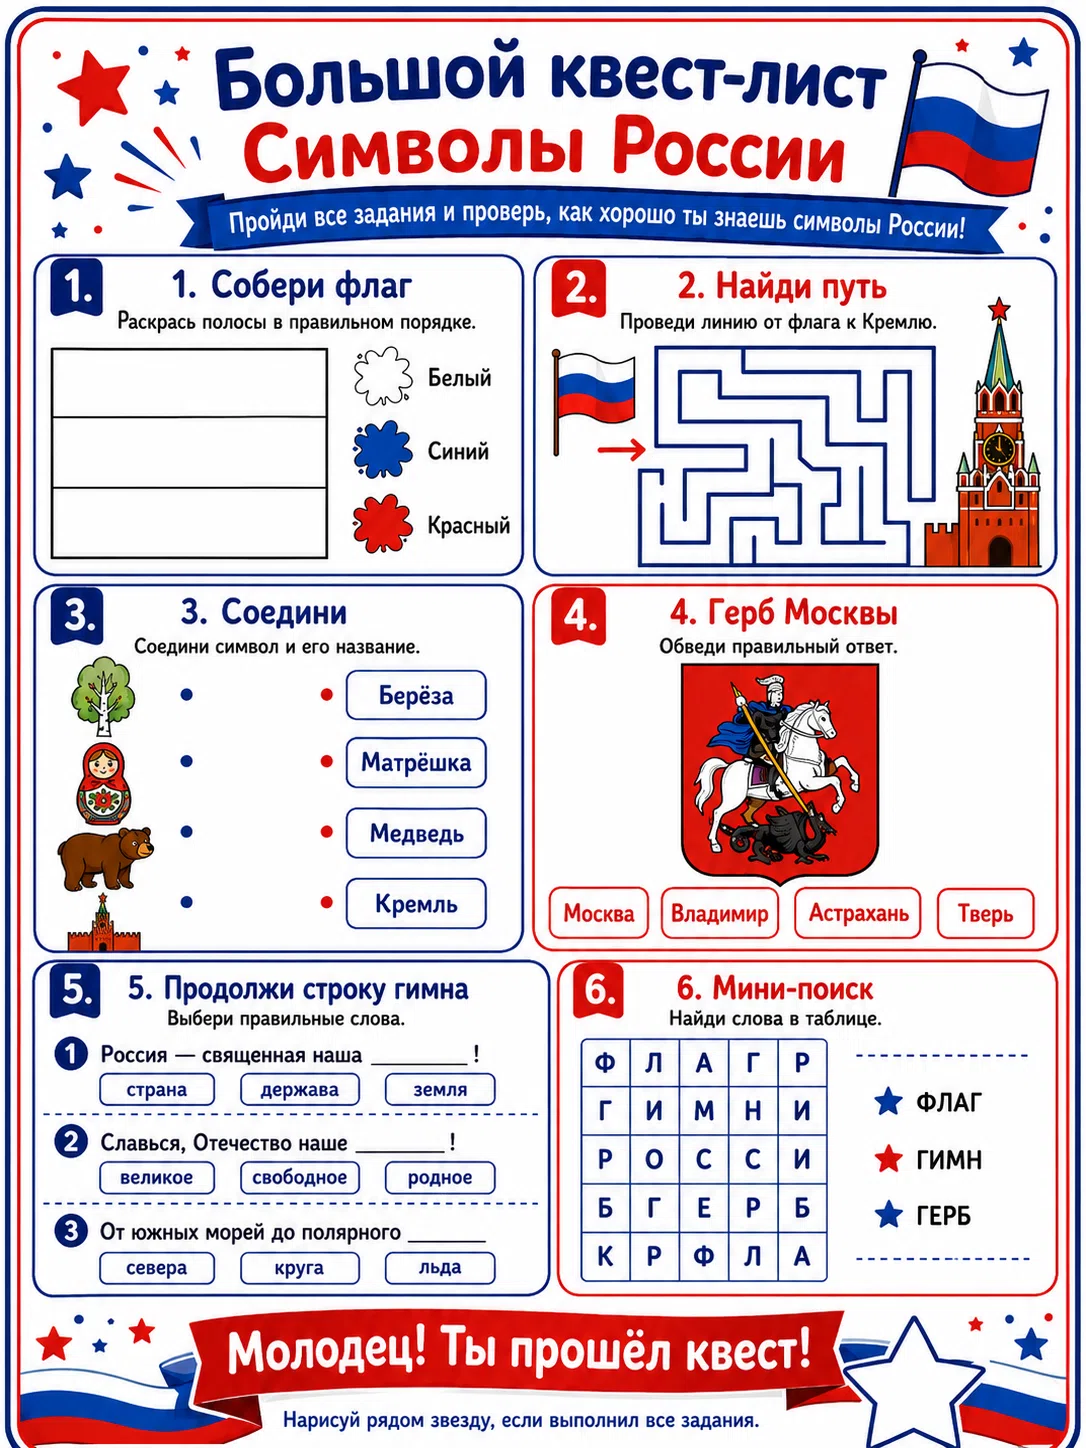 Большой квест-лист
Символы России
Пройди все задания и проверь, как хорошо ты знаешь символы России!
1.
1. Собери флаг
Раскрась полосы в правильном порядке.
Белый
Синий
Красный
2.
2. Найди путь
Проведи линию от флага к Кремлю.
3.
3. Соедини
Соедини символ и его название.
Берёза
Матрёшка
Медведь
Кремль
4.
4. Герб Москвы
Обведи правильный ответ.
Москва Владимир Астрахань Тверь
5.
5. Продолжи строку гимна
Выбери правильные слова.
1 Россия — священная наша ________ !
страна держава земля
2 Славься, Отечество наше ________ !
великое свободное родное
3 От южных морей до полярного _______
севера круга льда
6.
6. Мини-поиск
Найди слова в таблице.
Ф Л А Г Р
Г И М Н И
Р О С С И
Б Г Е Р Б
К Р Ф Л А
ФЛАГ
ГИМН
ГЕРБ
Молодец! Ты прошёл квест!
Нарисуй рядом звезду, если выполнил все задания.